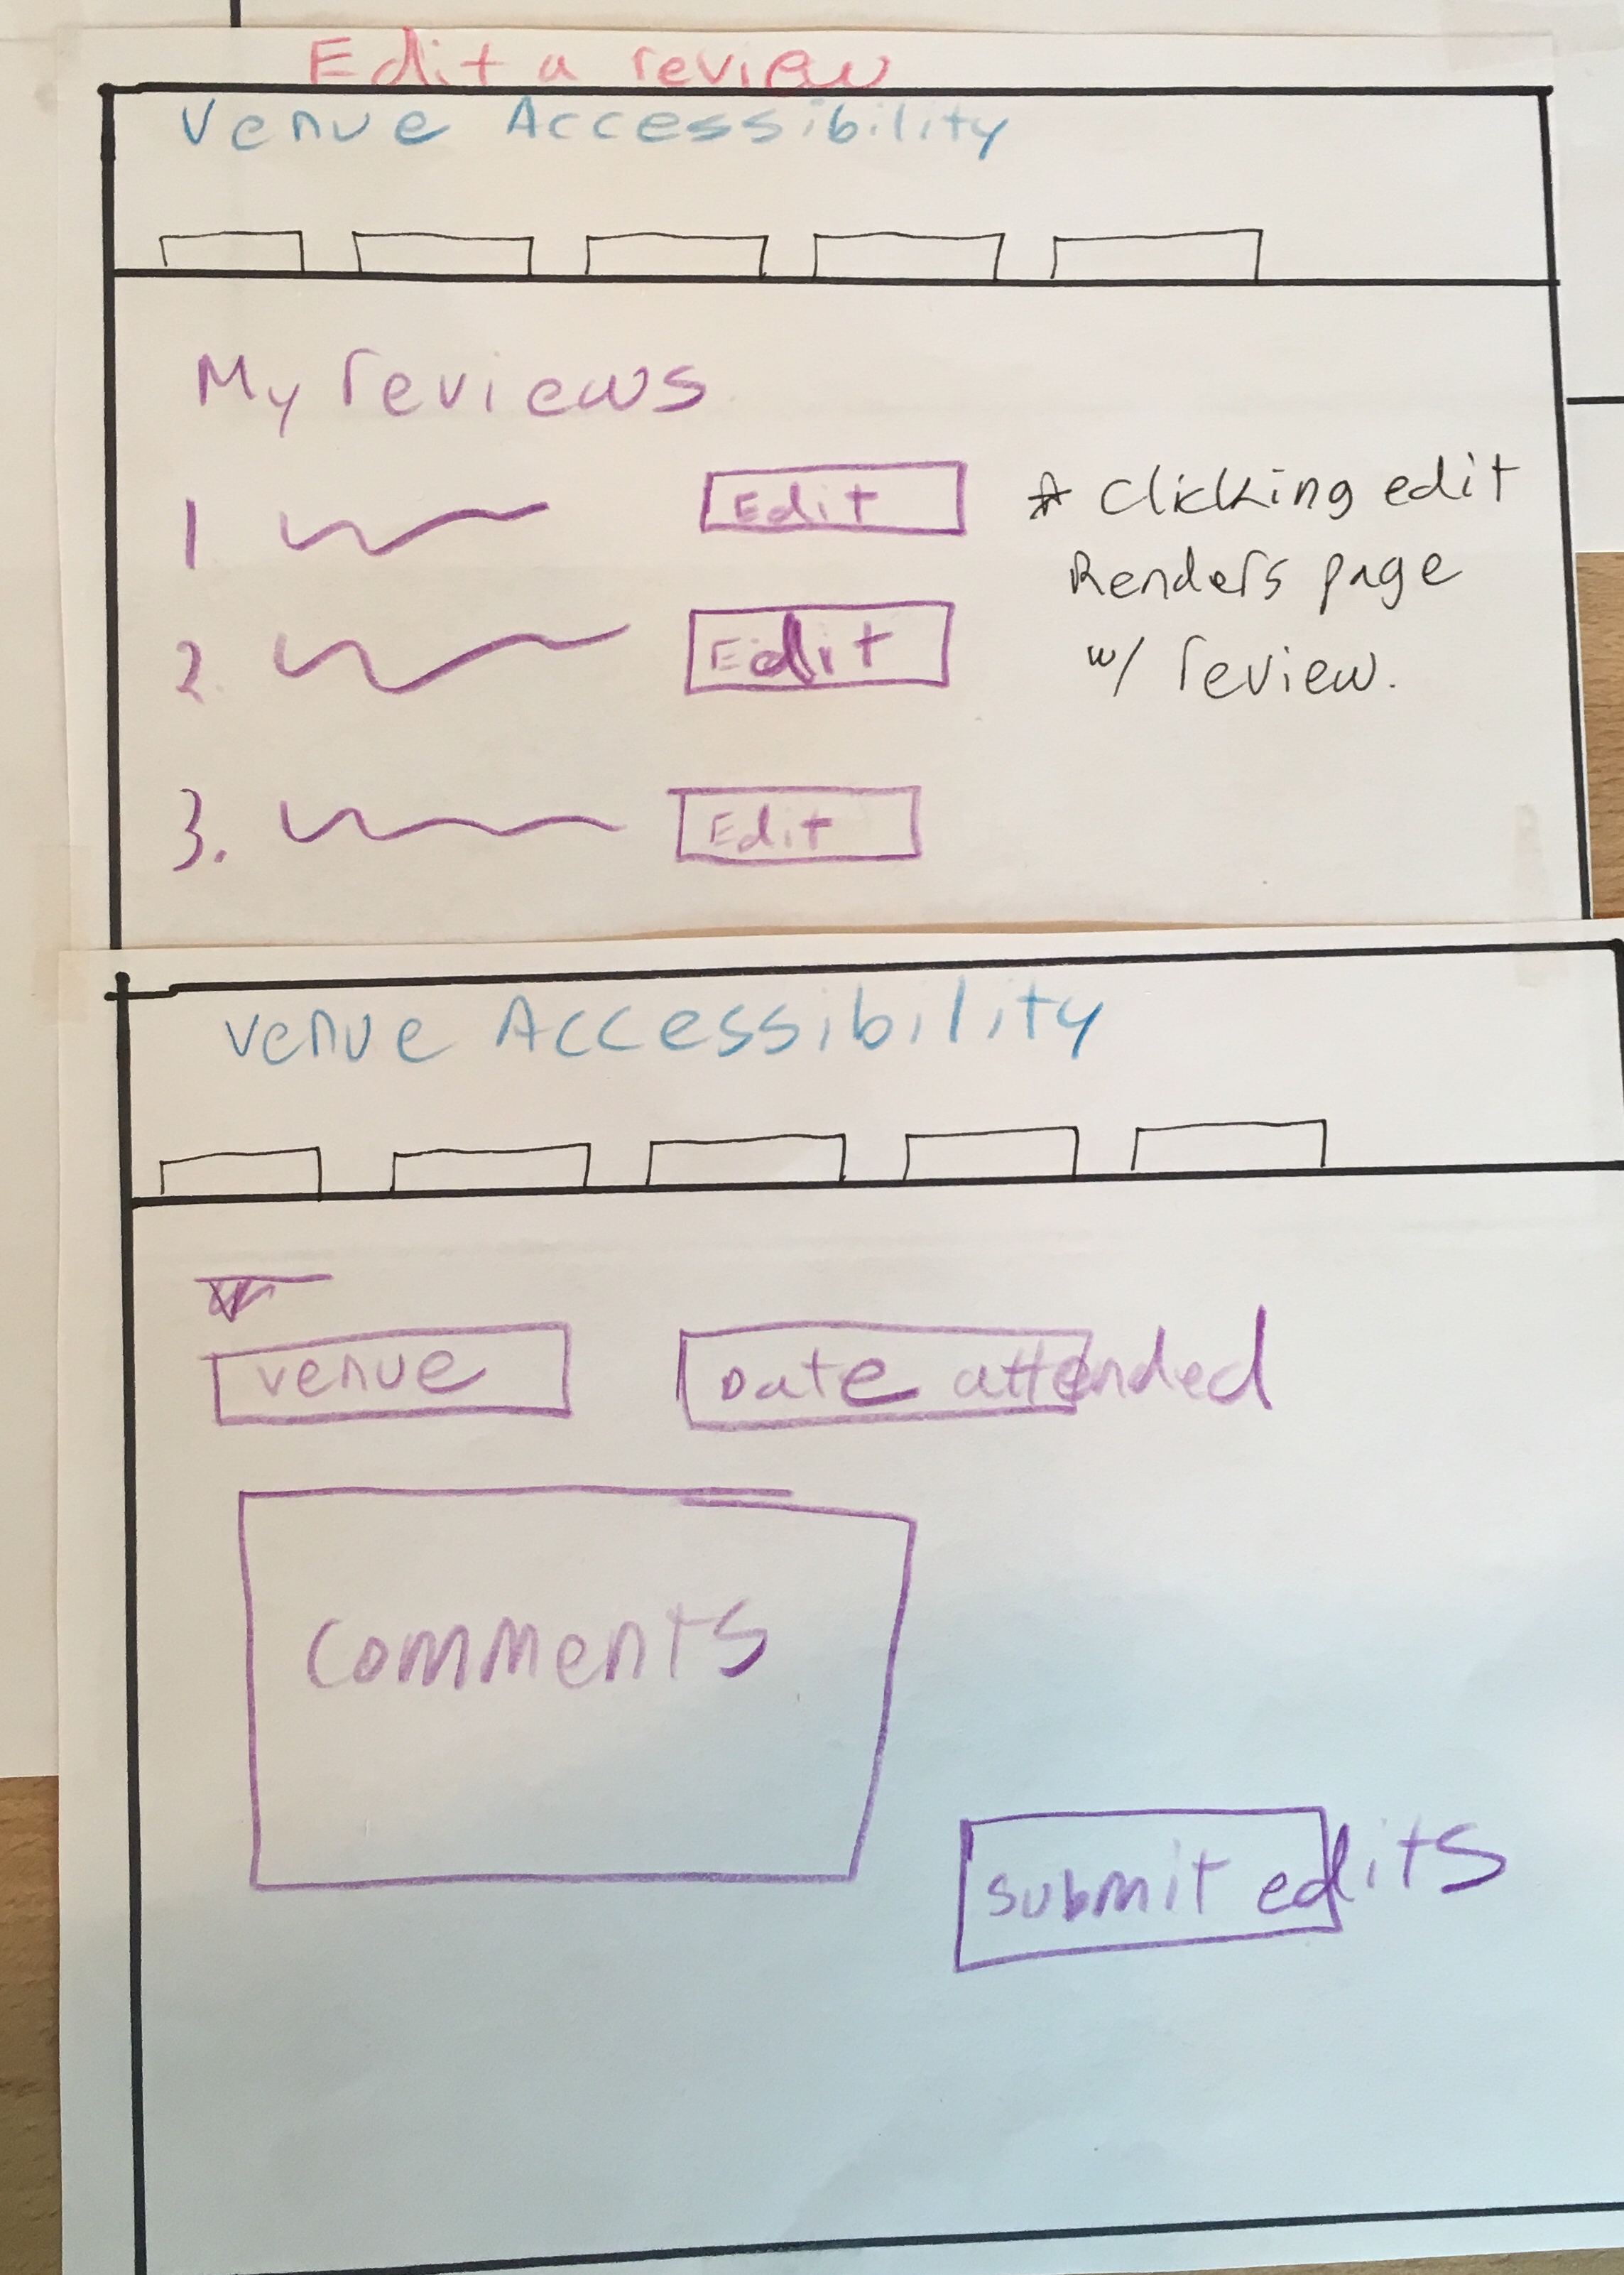 Edit a review
Venue Accessibility
My reviews
1 Edit
2. Edit
3. Edit
* Clicking edit
Renders page
w/ review.
Venue Accessibility
venue
Date attended
Comments
submit edits